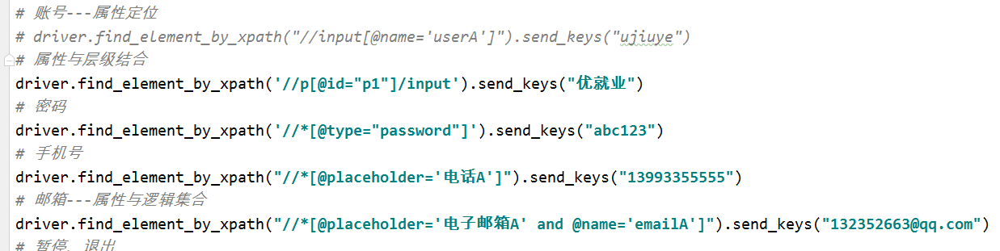 # 账号---属性定位
# driver.find_element_by_xpath("//input[@name='userA']").send_keys("ujiuye")
# 属性与层级结合
driver.find_element_by_xpath('//p[@id="p1"]/input').send_keys("优就业")
# 密码
driver.find_element_by_xpath('//*[@type="password"]').send_keys("abc123")
# 手机号
driver.find_element_by_xpath("//*[@placeholder='电话A']").send_keys("13993355555")
# 邮箱---属性与逻辑集合
driver.find_element_by_xpath("//*[@placeholder='电子邮箱A' and @name='emailA']").send_keys("132352663@qq.com")
# 暂停、退出